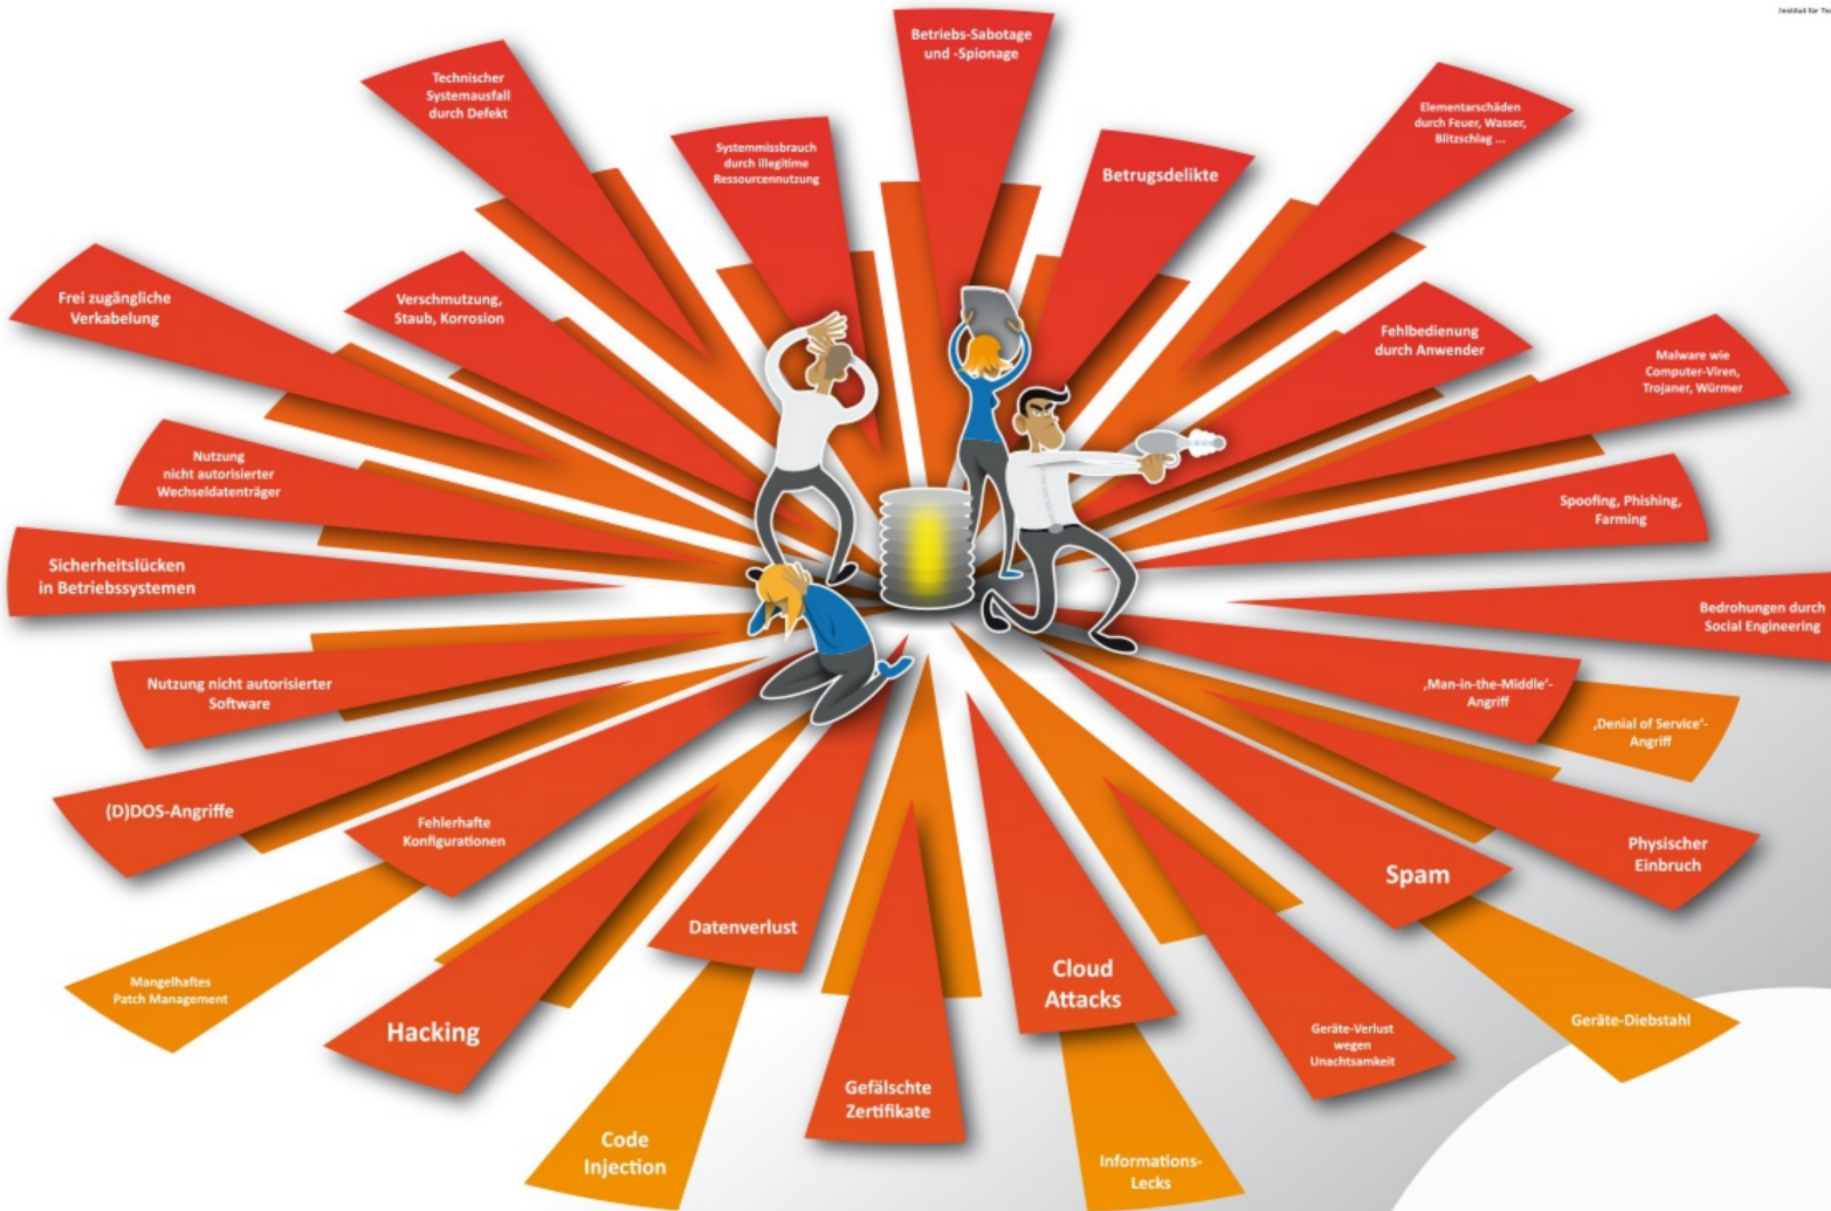 Institut für
Betriebs-Sabotage
und -Spionage
Technischer
Systemausfall
durch Defekt
Elementarschäden
durch Feuer, Wasser,
Blitzschlag ...
Systemmissbrauch
durch illegitime
Ressourcennutzung
Betrugsdelikte
Frei zugängliche
Verkabelung
Verschmutzung,
Staub, Korrosion
Fehlbedienung
durch Anwender
Malware wie
Computer-Viren,
Trojaner, Würmer
Nutzung
nicht autorisierter
Wechseldatenträger
Spoofing, Phishing,
Farming
Sicherheitslücken
in Betriebssystemen
Bedrohungen durch
Social Engineering
Nutzung nicht autorisierter
Software
‚Man-in-the-Middle‘-
Angriff
‚Denial of Service‘-
Angriff
(D)DOS-Angriffe
Fehlerhafte
Konfigurationen
Physischer
Einbruch
Spam
Datenverlust
Cloud
Attacks
Mangelhaftes
Patch Management
Hacking
Geräte-Verlust
wegen
Unachtsamkeit
Geräte-Diebstahl
Gefälschte
Zertifikate
Code
Injection
Informations-
Lecks